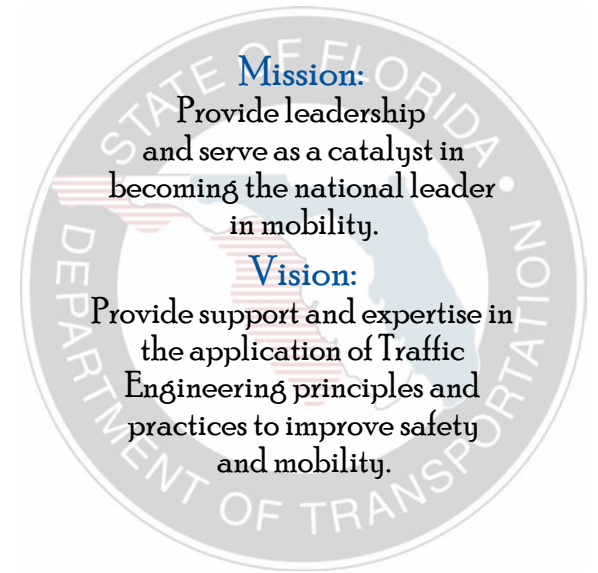 STATE OF FLORIDA
Mission:
Provide leadership
and serve as a catalyst in
becoming the national leader
in mobility.
Vision:
Provide support and expertise in
the application of Traffic
Engineering principles and
practices to improve safety
and mobility.
DEPARTMENT OF TRANSPORTATION